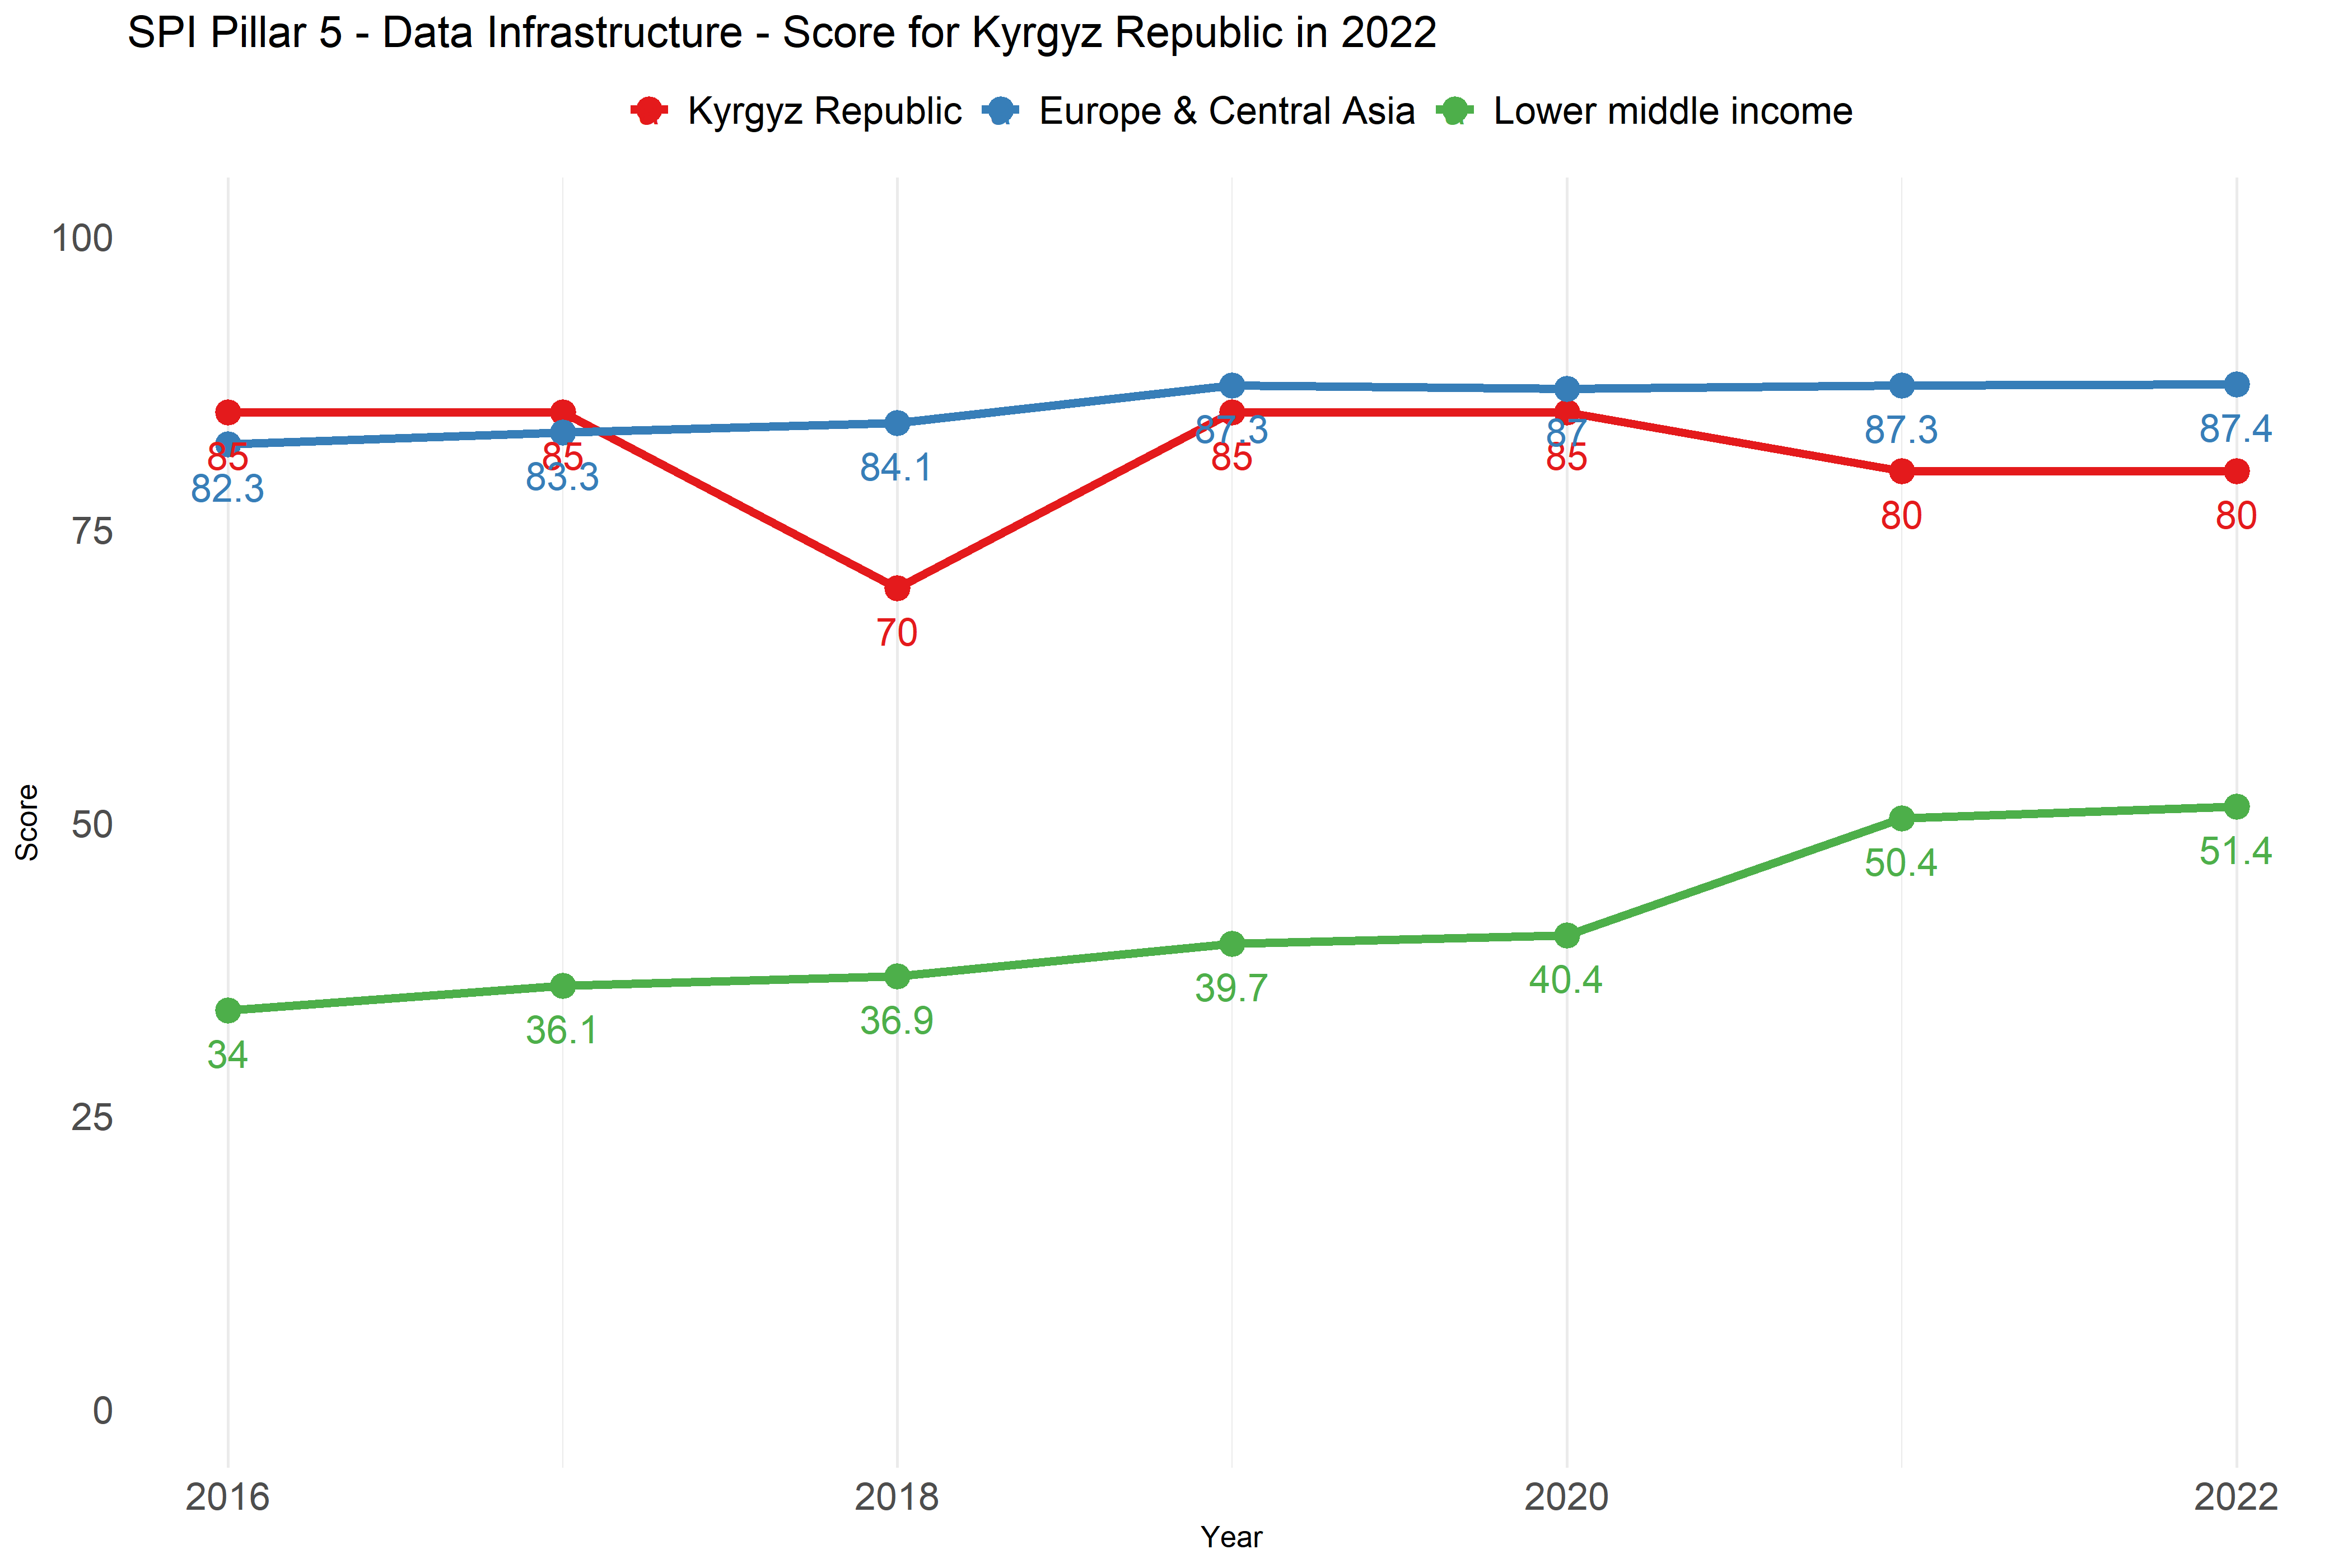 SPI Pillar 5 - Data Infrastructure - Score for Kyrgyz Republic in 2022
Kyrgyz Republic Europe & Central Asia Lower middle income
100
75
50
25
0
Score
85 85 70 85 85 80 80
82.3 83.3 84.1 87.3 87 87.3 87.4
34 36.1 36.9 39.7 40.4 50.4 51.4
2016 2018 2020 2022
Year